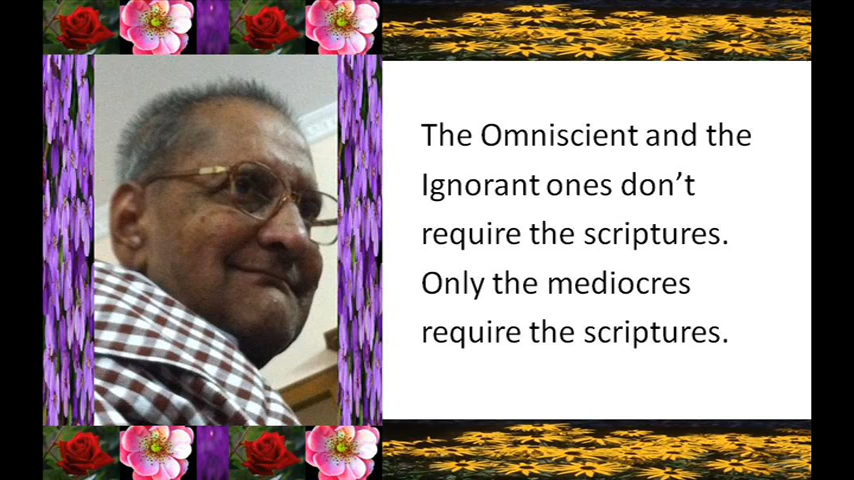 The Omniscient and the
Ignorant ones don’t
require the scriptures.
Only the mediocres
require the scriptures.